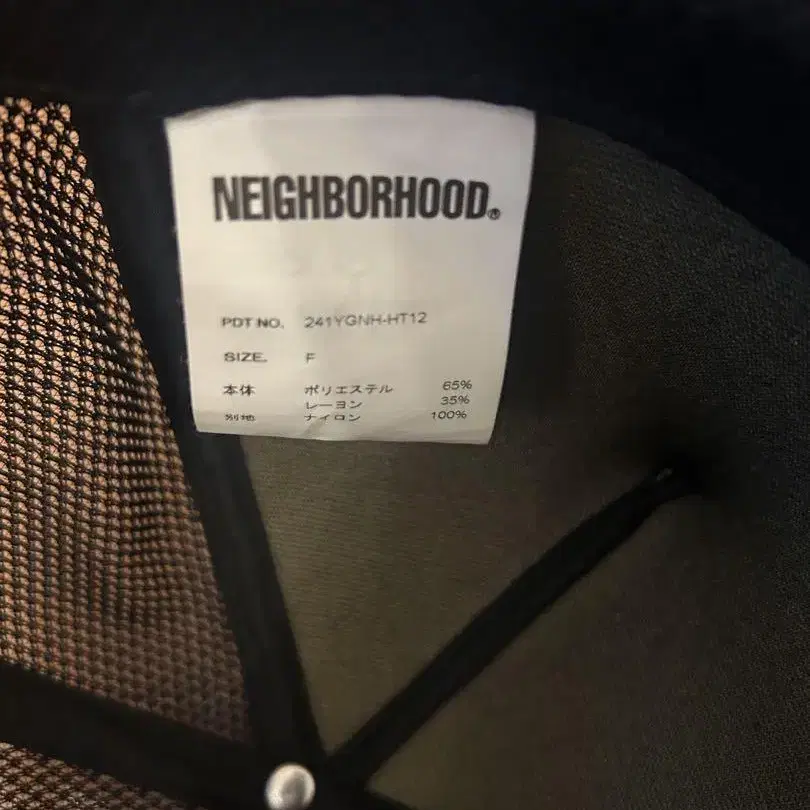 NEIGHBORHOOD®
PDT NO. 241YGNH-HT12
SIZE. F
本体 ポリエステル 65%
レーヨン 35%
別地 ナイロン 100%